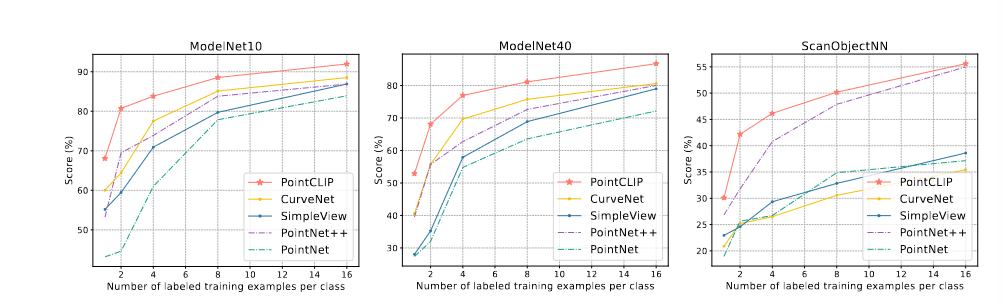 ModelNet10
Score (%)
90
80
70
60
50
2 4 6 8 10 12 14 16
Number of labeled training examples per class
PointCLIP
CurveNet
SimpleView
PointNet++
PointNet
ModelNet40
Score (%)
80
70
60
50
40
30
2 4 6 8 10 12 14 16
Number of labeled training examples per class
PointCLIP
CurveNet
SimpleView
PointNet++
PointNet
ScanObjectNN
Score (%)
55
50
45
40
35
30
25
20
2 4 6 8 10 12 14 16
Number of labeled training examples per class
PointCLIP
CurveNet
SimpleView
PointNet++
PointNet